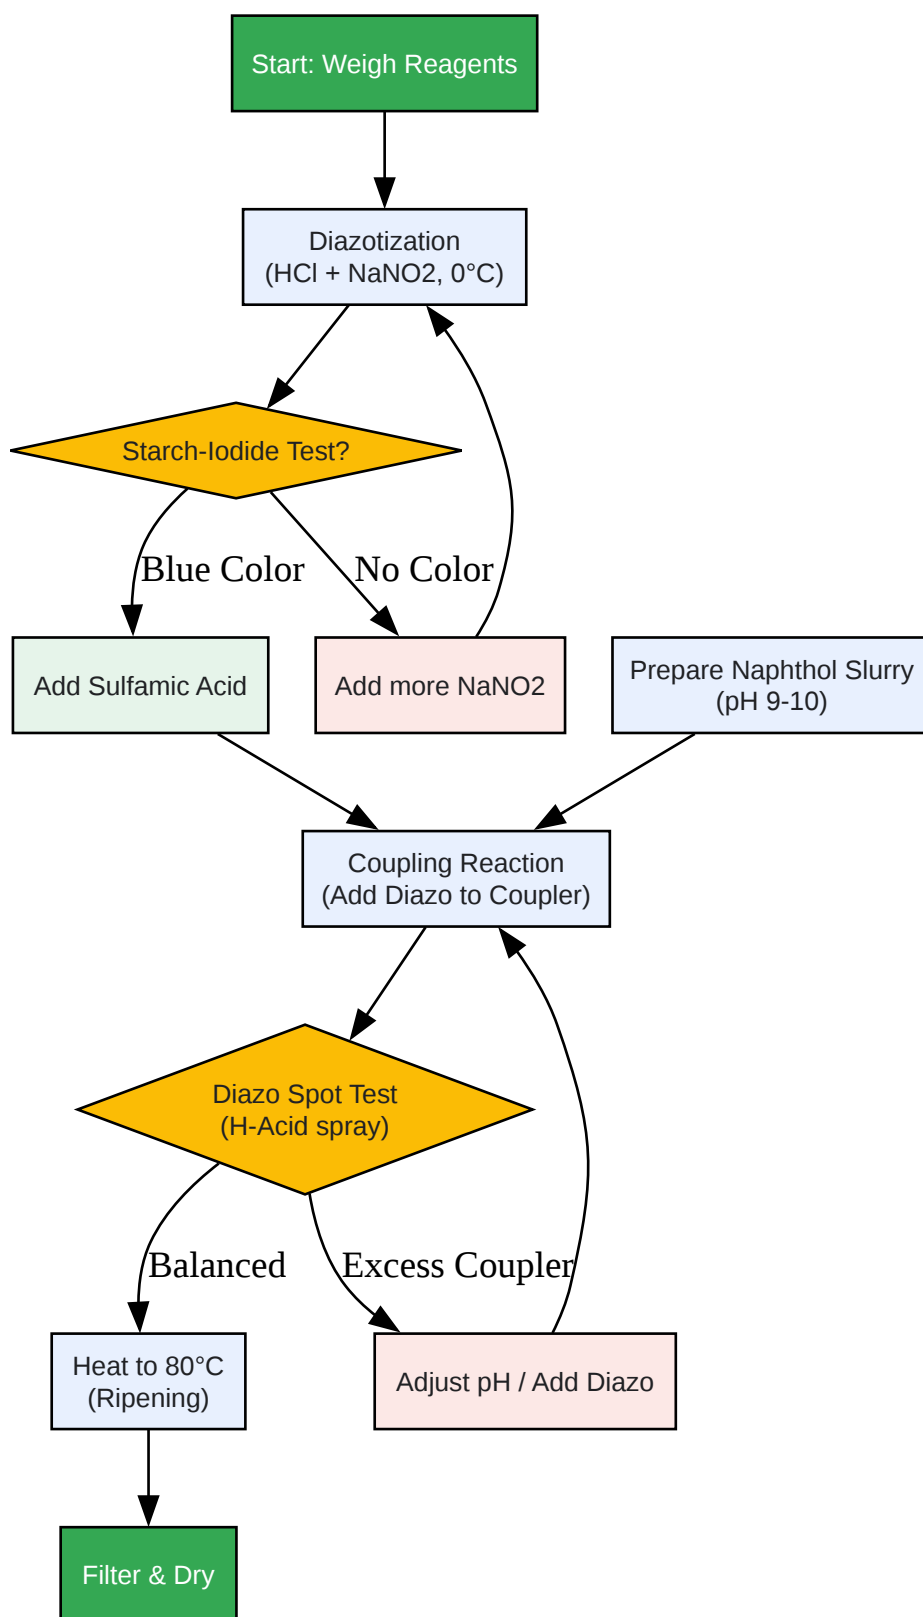 Start: Weigh Reagents
Diazotization
(HCl + NaNO2, 0°C)
Starch-Iodide Test?
Blue Color
No Color
Add Sulfamic Acid
Add more NaNO2
Prepare Naphthol Slurry
(pH 9-10)
Coupling Reaction
(Add Diazo to Coupler)
Diazo Spot Test
(H-Acid spray)
Balanced
Excess Coupler
Heat to 80°C
(Ripening)
Adjust pH / Add Diazo
Filter & Dry